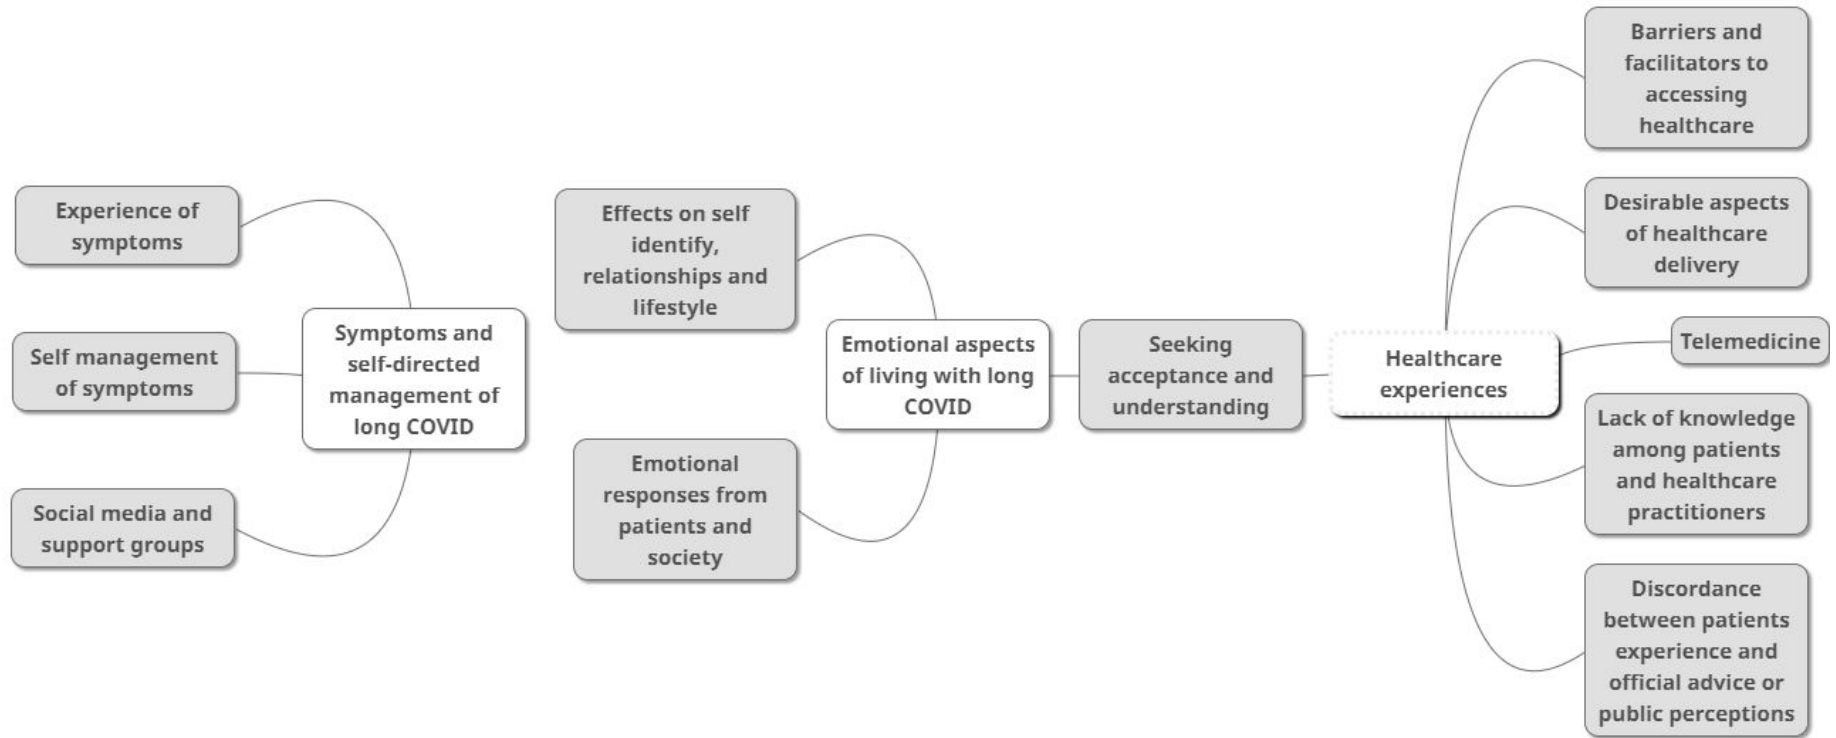 Experience of
symptoms
Self management
of symptoms
Social media and
support groups
Symptoms and
self-directed
management of
long COVID
Effects on self
identify,
relationships and
lifestyle
Emotional
responses from
patients and
society
Emotional aspects
of living with long
COVID
Seeking
acceptance and
understanding
Healthcare
experiences
Barriers and
facilitators to
accessing
healthcare
Desirable aspects
of healthcare
delivery
Telemedicine
Lack of knowledge
among patients
and healthcare
practitioners
Discordance
between patients
experience and
official advice or
public perceptions